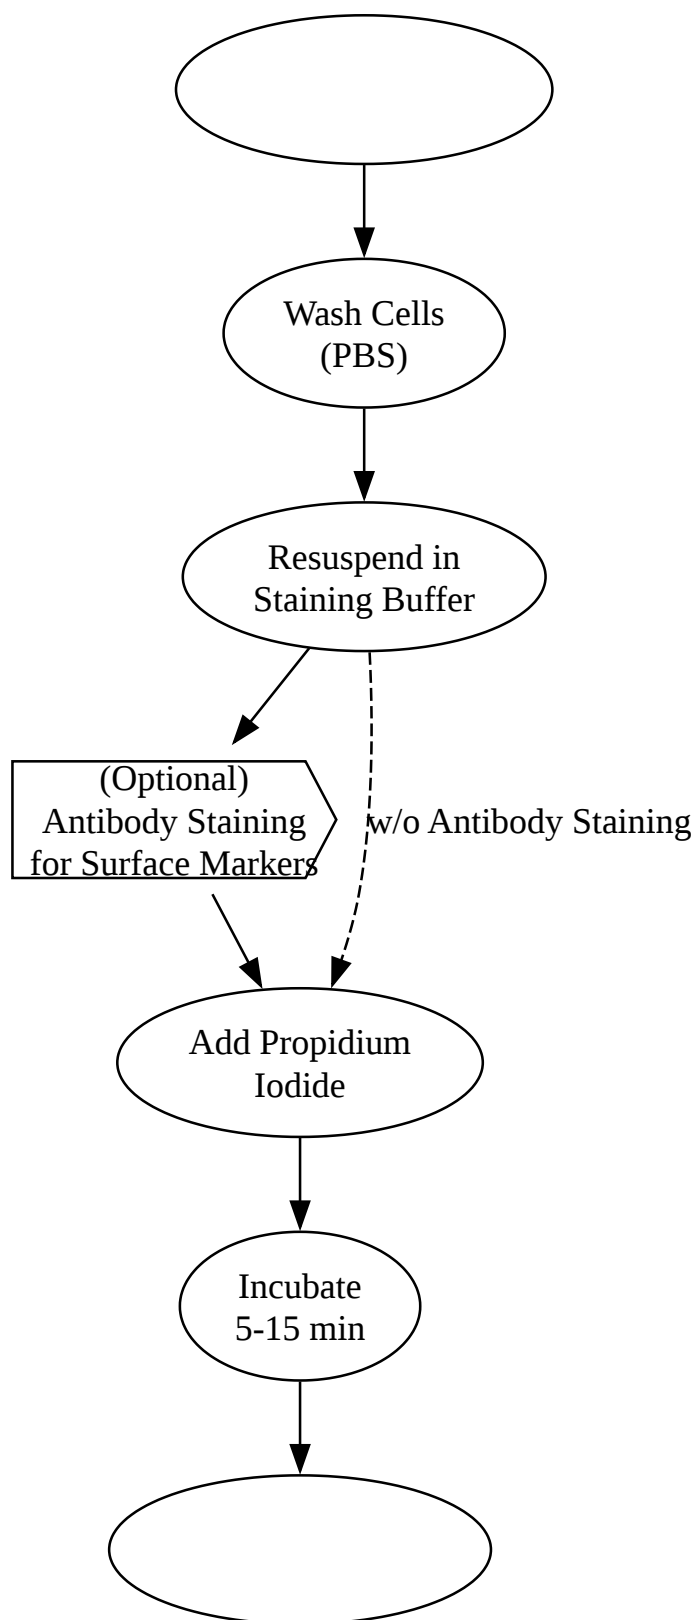 Wash Cells
(PBS)
Resuspend in
Staining Buffer
(Optional)
Antibody Staining
for Surface Markers
w/o Antibody Staining
Add Propidium
Iodide
Incubate
5-15 min